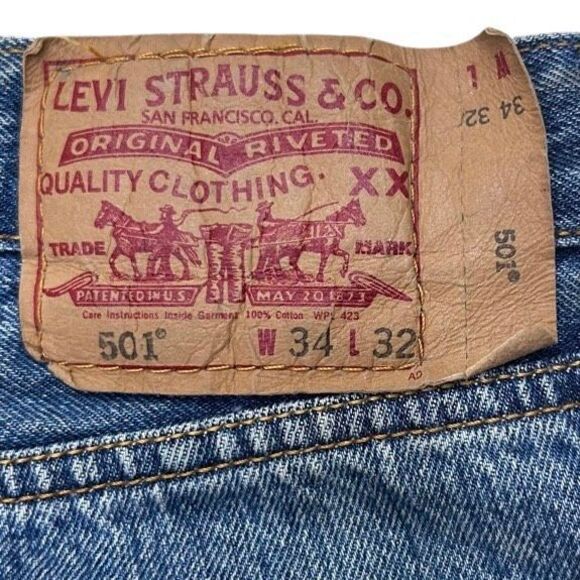 LEVI STRAUSS & CO.
SAN FRANCISCO, CAL.
ORIGINAL RIVETED
QUALITY CLOTHING. XX
TRADE MARK
PATENTED IN U.S. MAY 20 1873
Care Instructions Inside Garment 100% Cotton WPL 423
501® W 34 L 32
AD
W L
34 32
501®